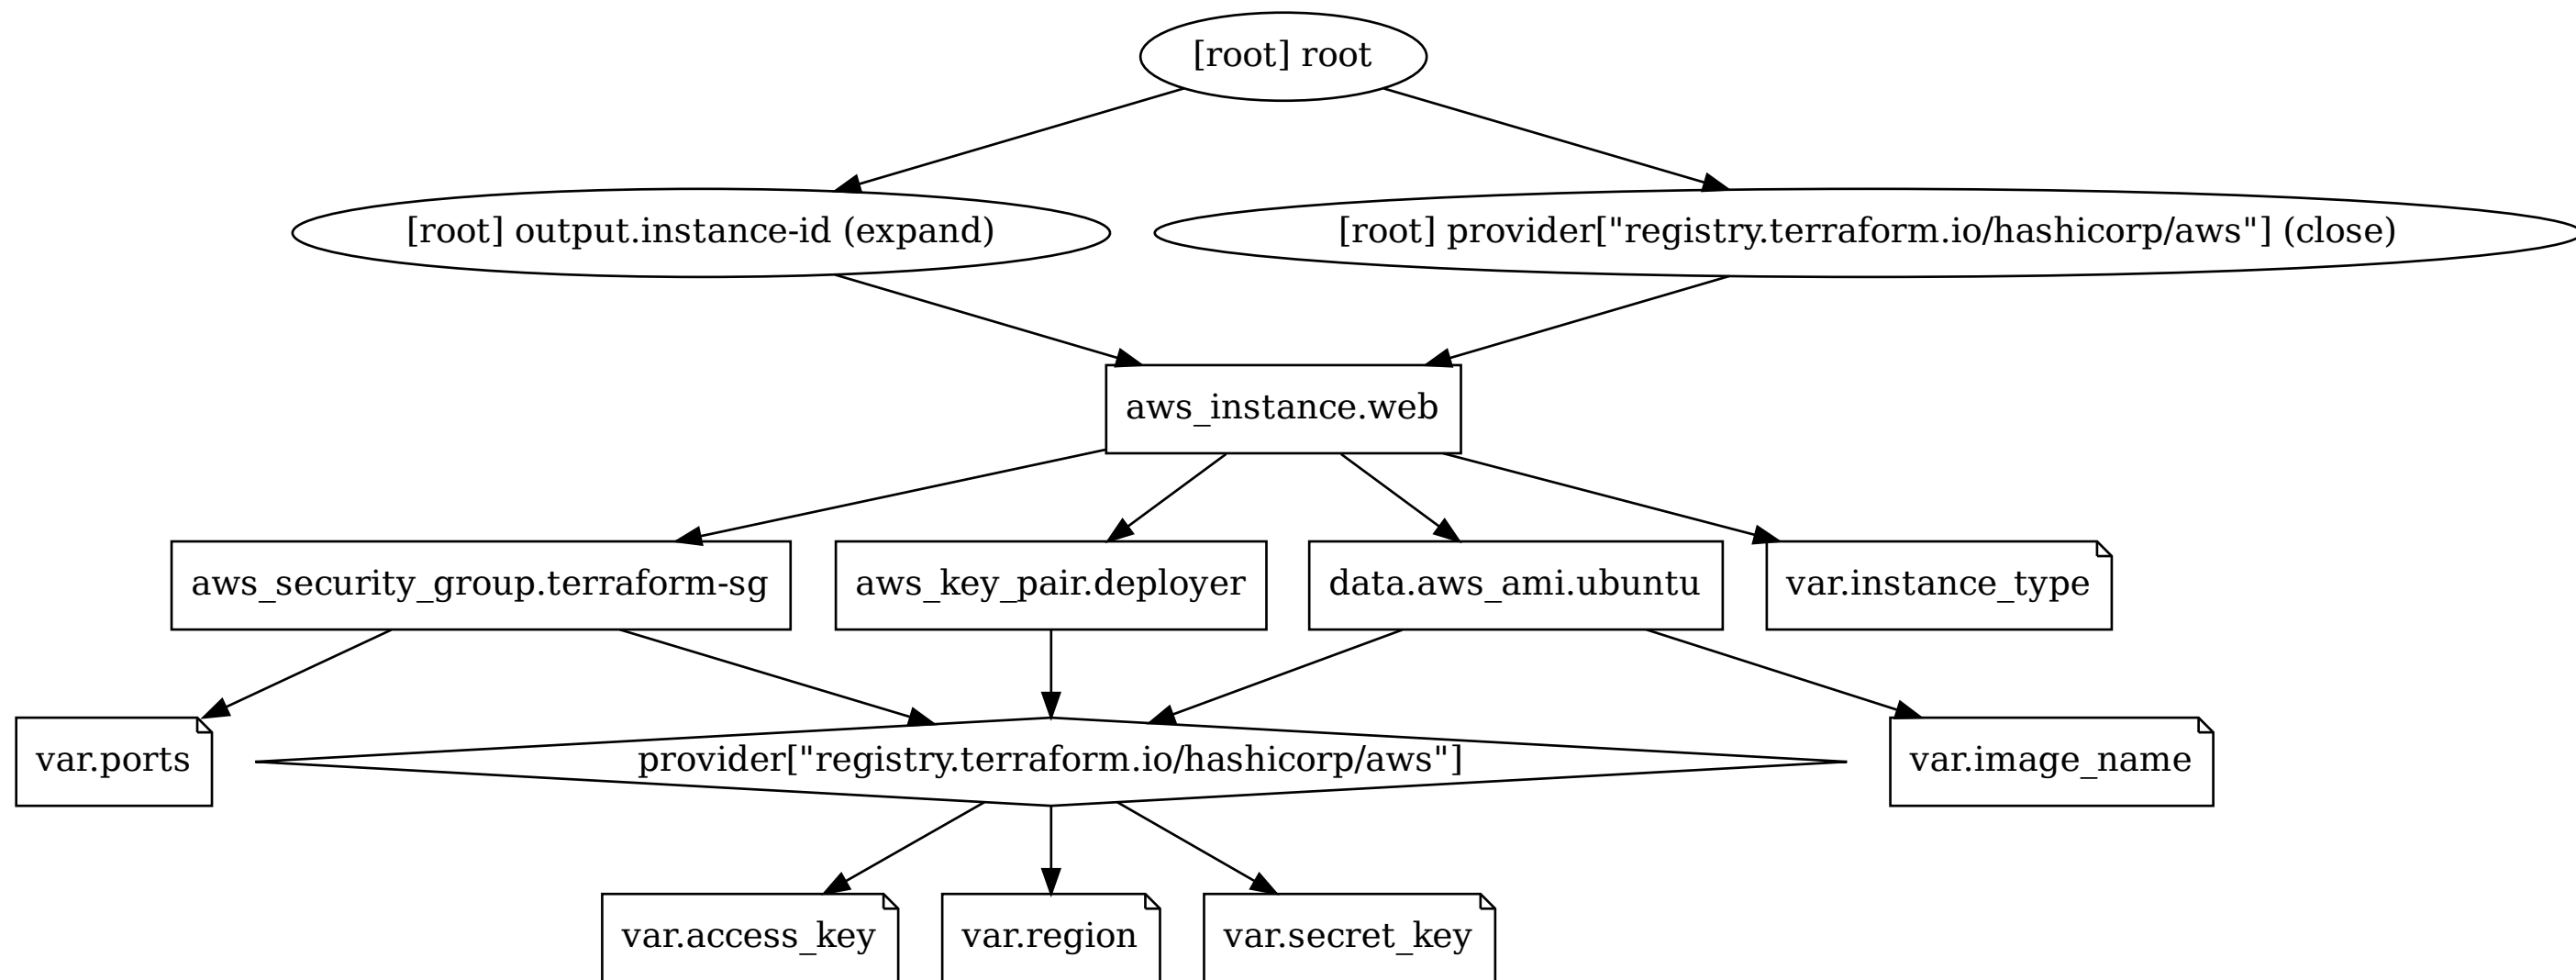 [root] root
[root] output.instance-id (expand)
[root] provider["registry.terraform.io/hashicorp/aws"] (close)
aws_instance.web
aws_security_group.terraform-sg
aws_key_pair.deployer
data.aws_ami.ubuntu
var.instance_type
var.ports
provider["registry.terraform.io/hashicorp/aws"]
var.image_name
var.access_key
var.region
var.secret_key